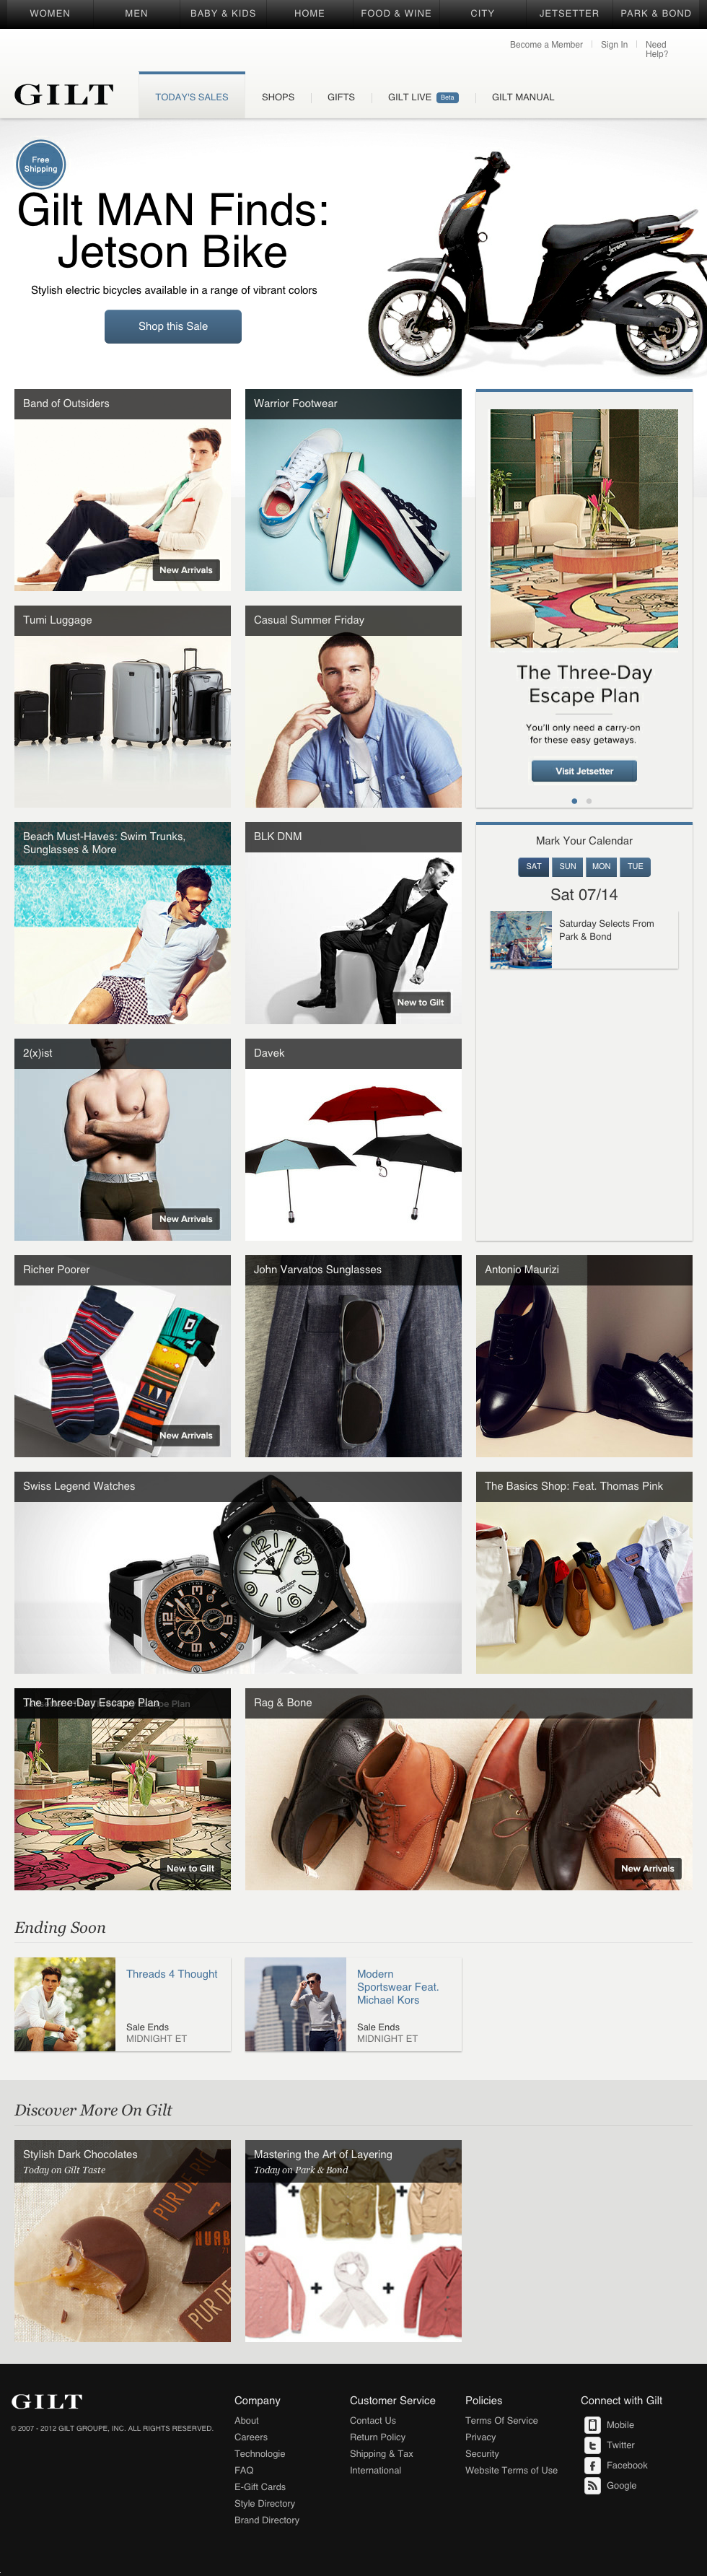 WOMEN MEN BABY & KIDS HOME FOOD & WINE CITY JETSETTER PARK & BOND
Become a Member Sign In Need
Help?
GILT
TODAY'S SALES SHOPS GIFTS GILT LIVE Beta GILT MANUAL
Free
Shipping
Gilt MAN Finds:
Jetson Bike
Stylish electric bicycles available in a range of vibrant colors
Shop this Sale
Band of Outsiders
New Arrivals
Warrior Footwear
The Three-Day
Escape Plan
You'll only need a carry-on
for these easy getaways.
Visit Jetsetter
Tumi Luggage
Casual Summer Friday
Beach Must-Haves: Swim Trunks,
Sunglasses & More
BLK DNM
New to Gilt
Mark Your Calendar
SAT SUN MON TUE
Sat 07/14
Saturday Selects From
Park & Bond
2(x)ist
New Arrivals
Davek
Richer Poorer
New Arrivals
John Varvatos Sunglasses
Antonio Maurizi
Swiss Legend Watches
The Basics Shop: Feat. Thomas Pink
The Three-Day Escape Plan
New to Gilt
Rag & Bone
New Arrivals
Ending Soon
Threads 4 Thought
Sale Ends
MIDNIGHT ET
Modern
Sportswear Feat.
Michael Kors
Sale Ends
MIDNIGHT ET
Discover More On Gilt
Stylish Dark Chocolates
Today on Gilt Taste
PUR DE
PUR DE
Mastering the Art of Layering
Today on Park & Bond
GILT
© 2007 - 2012 GILT GROUPE, INC. ALL RIGHTS RESERVED.
Company
About
Careers
Technologie
FAQ
E-Gift Cards
Style Directory
Brand Directory
Customer Service
Contact Us
Return Policy
Shipping & Tax
International
Policies
Terms Of Service
Privacy
Security
Website Terms of Use
Connect with Gilt
Mobile
Twitter
Facebook
Google